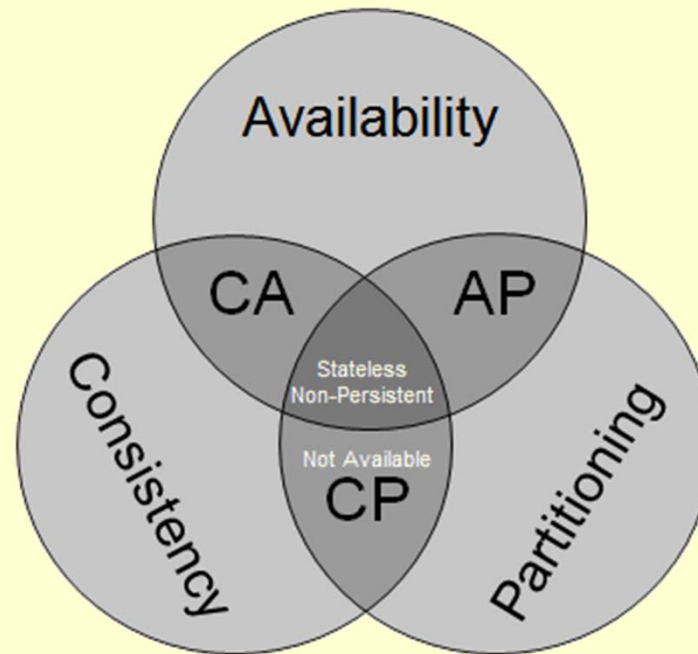 Availability
CA
AP
Stateless
Non-Persistent
Consistency
Not Available
CP
Partitioning